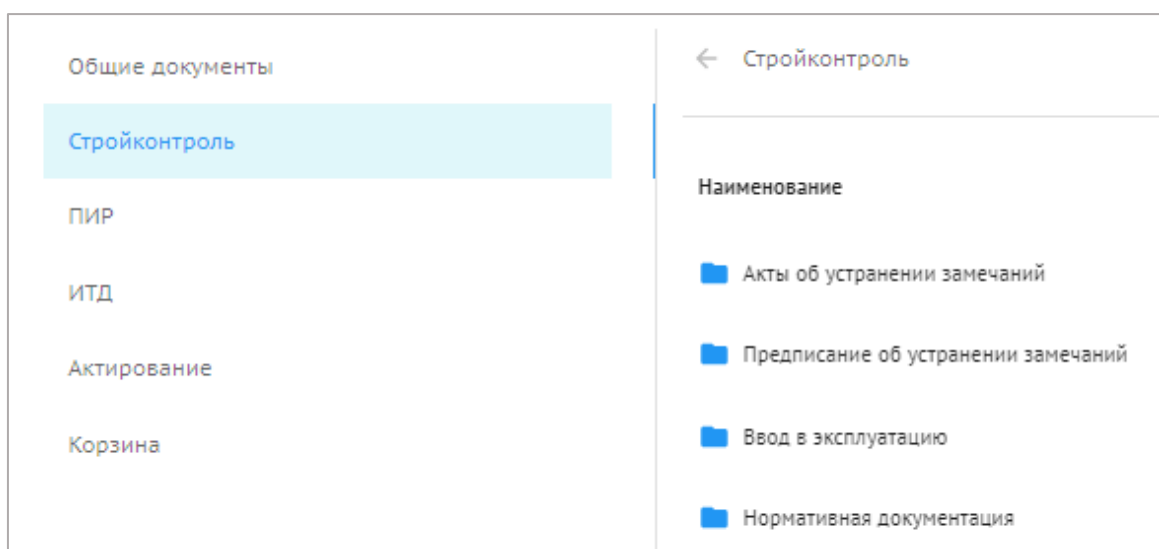 Общие документы
Стройконтроль
ПИР
ИТД
Актирование
Корзина
Стройконтроль
Наименование
Акты об устранении замечаний
Предписание об устранении замечаний
Ввод в эксплуатацию
Нормативная документация